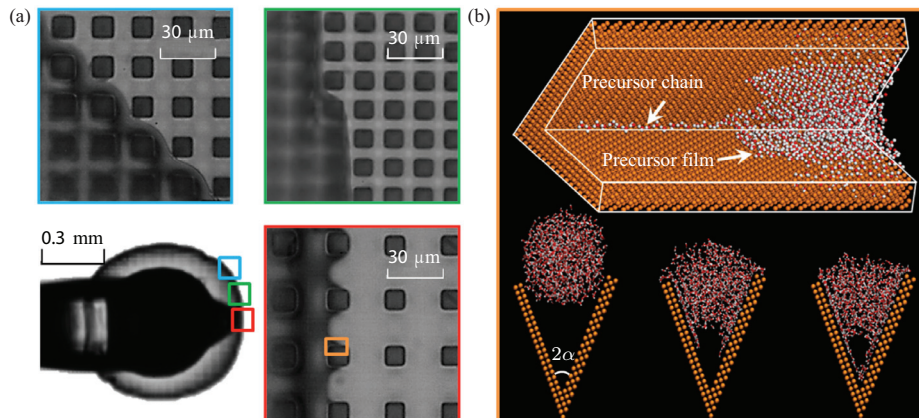 (a)
30 µm
30 µm
(b)
Precursor chain
Precursor film
0.3 mm
30 µm
2α